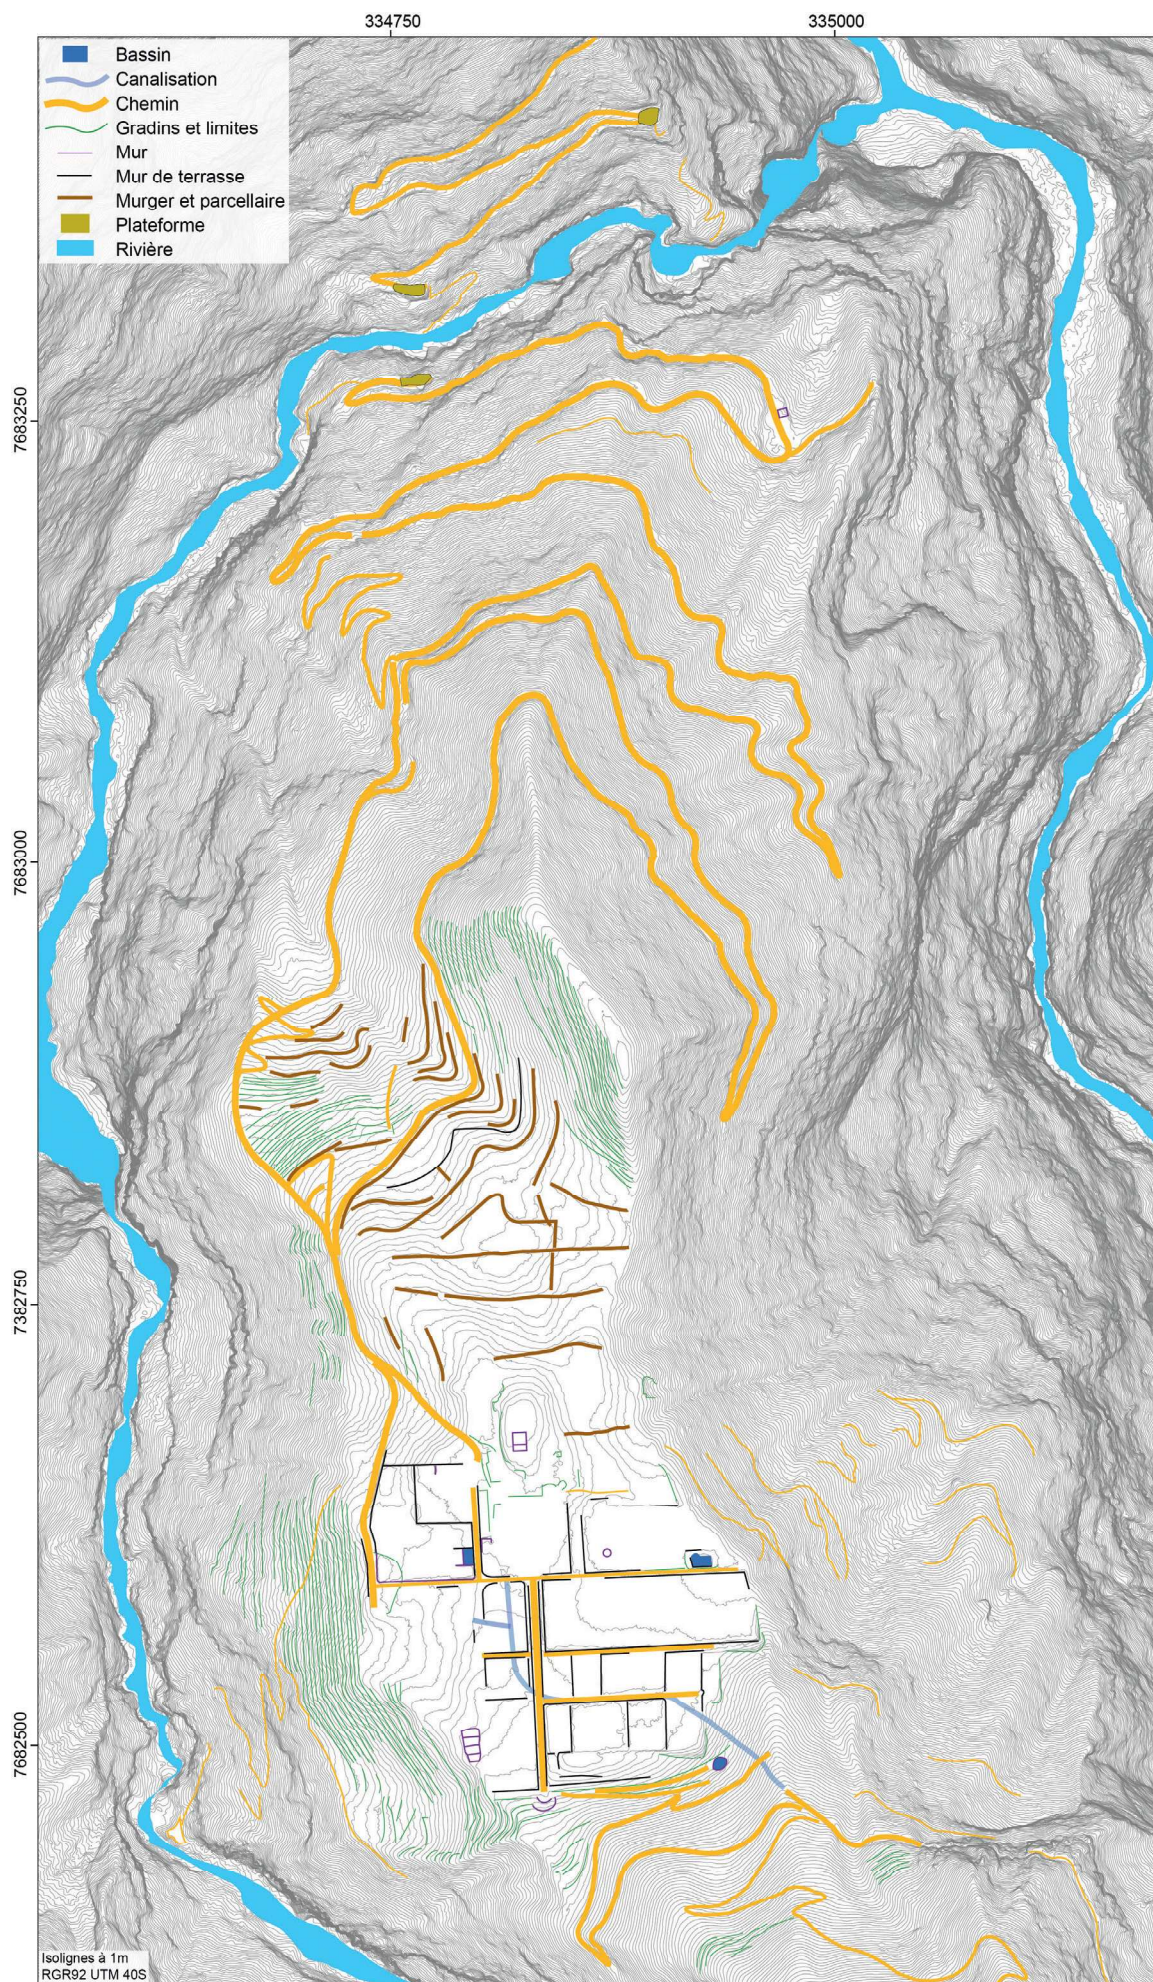 334750
335000
Bassin
Canalisation
Chemin
Gradins et limites
Mur
Mur de terrasse
Murger et parcellaire
Plateforme
Rivière
7683250
7683000
7382750
7682500
Isolignes à 1m
RGR92 UTM 40S